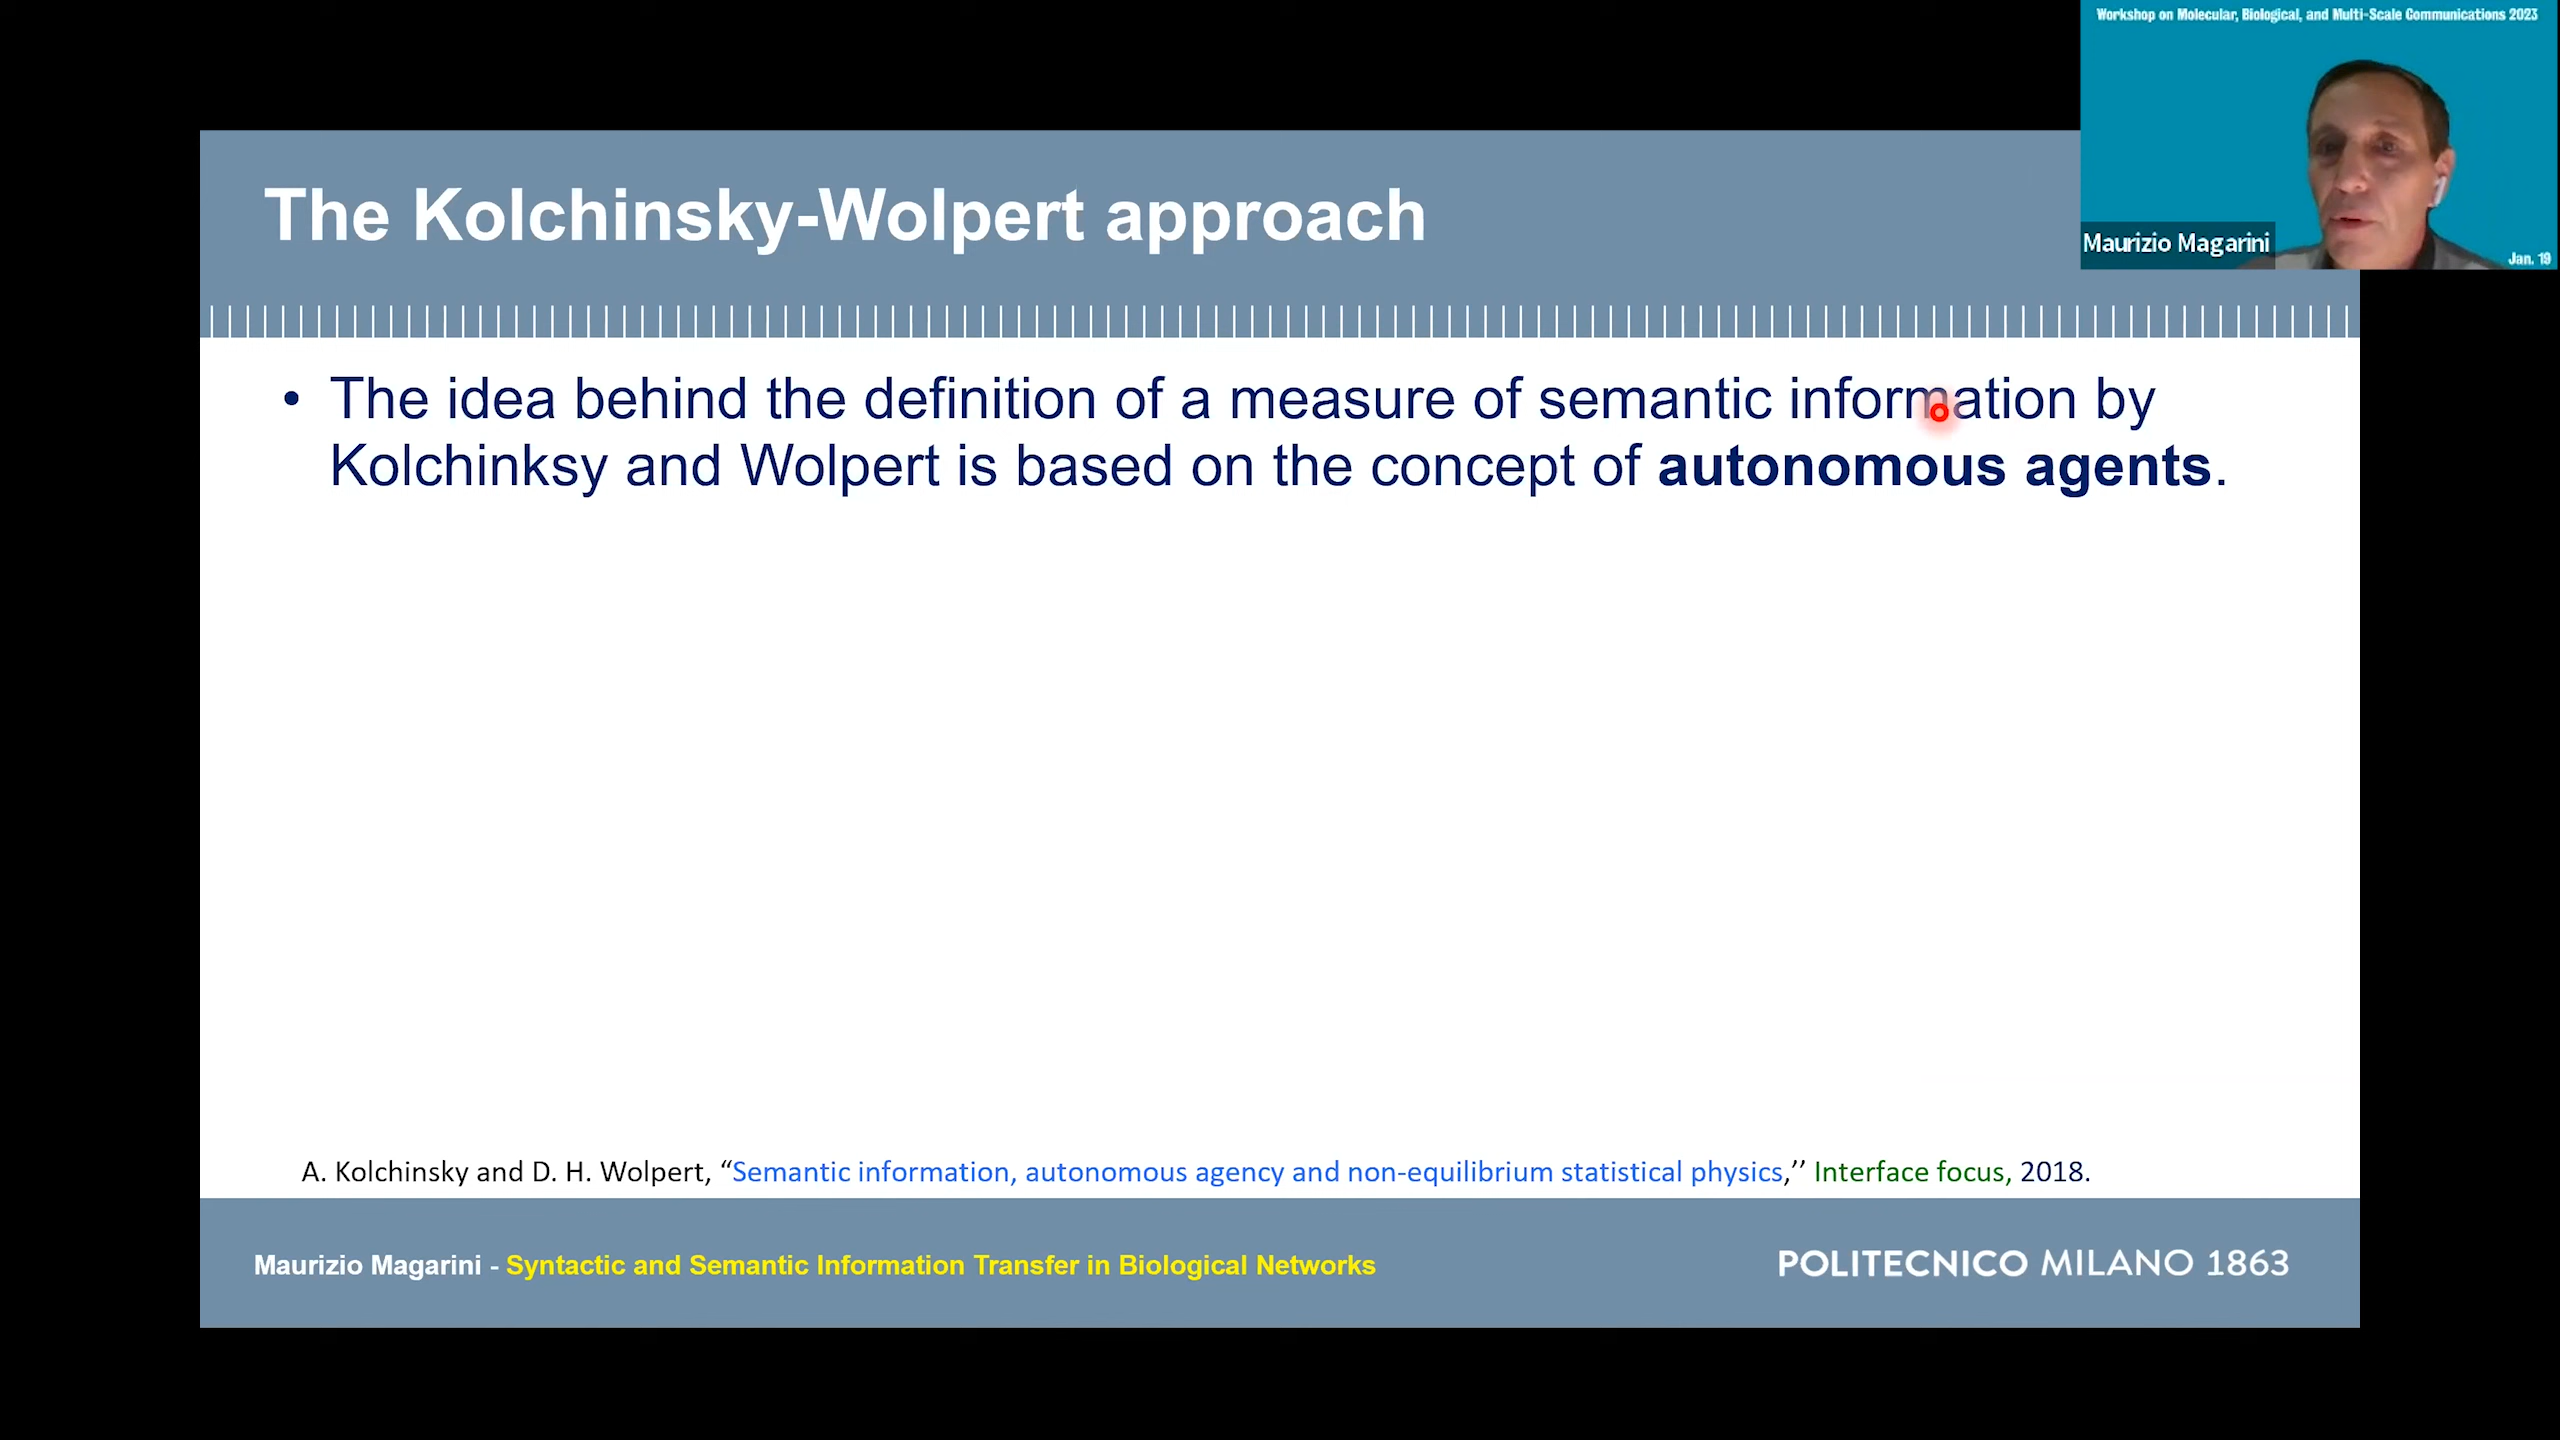 Workshop on Molecular, Biological, and Multi-Scale Communications 2023
The Kolchinsky-Wolpert approach
Maurizio Magarini
Jan. 19
• The idea behind the definition of a measure of semantic information by
Kolchinksy and Wolpert is based on the concept of autonomous agents.
A. Kolchinsky and D. H. Wolpert, “Semantic information, autonomous agency and non-equilibrium statistical physics,’’ Interface focus, 2018.
Maurizio Magarini - Syntactic and Semantic Information Transfer in Biological Networks
POLITECNICO MILANO 1863